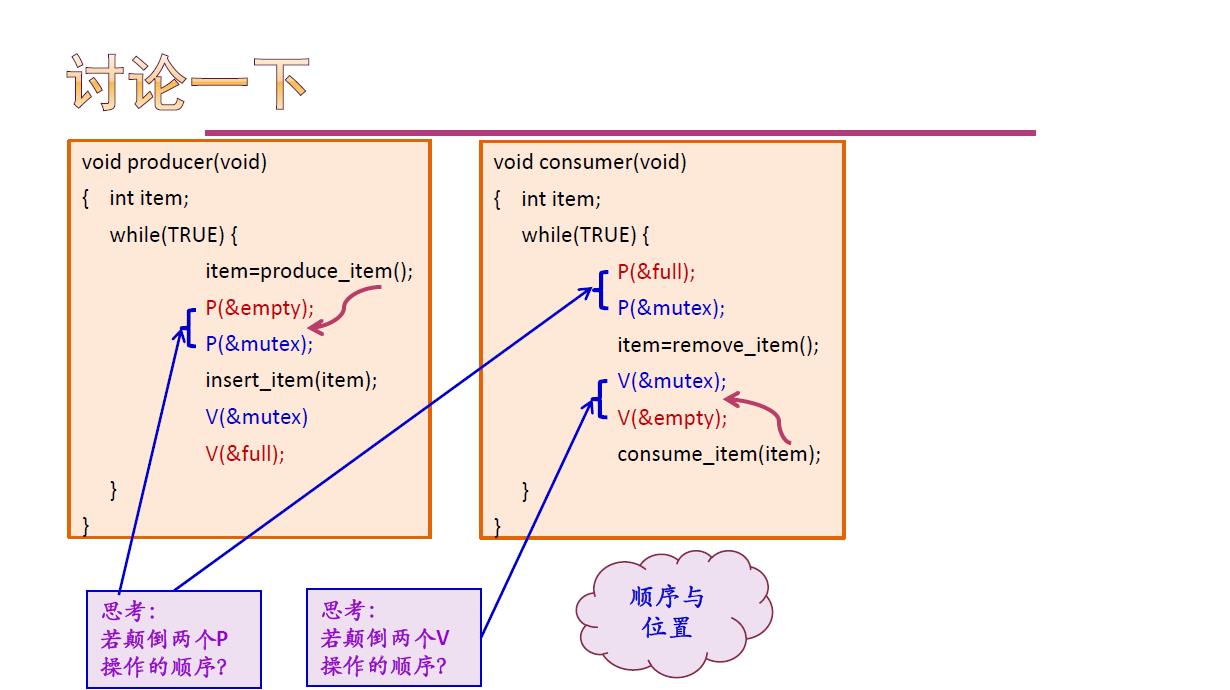 讨论一下
void producer(void)
{ int item;
while(TRUE) {
item=produce_item();
P(&empty);
P(&mutex);
insert_item(item);
V(&mutex)
V(&full);
}
}
void consumer(void)
{ int item;
while(TRUE) {
P(&full);
P(&mutex);
item=remove_item();
V(&mutex);
V(&empty);
consume_item(item);
}
}
思考：
若颠倒两个P
操作的顺序？
思考：
若颠倒两个V
操作的顺序？
顺序与
位置